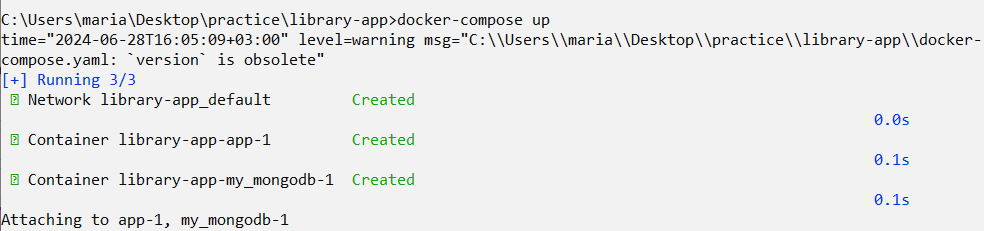 C:\Users\maria\Desktop\practice\library-app>docker-compose up
time="2024-06-28T16:05:09+03:00" level=warning msg="C:\\Users\\maria\\Desktop\\practice\\library-app\\docker-
compose.yaml: `version` is obsolete"
[+] Running 3/3
Network library-app_default Created
0.0s
Container library-app-app-1 Created
0.1s
Container library-app-my_mongodb-1 Created
0.1s
Attaching to app-1, my_mongodb-1